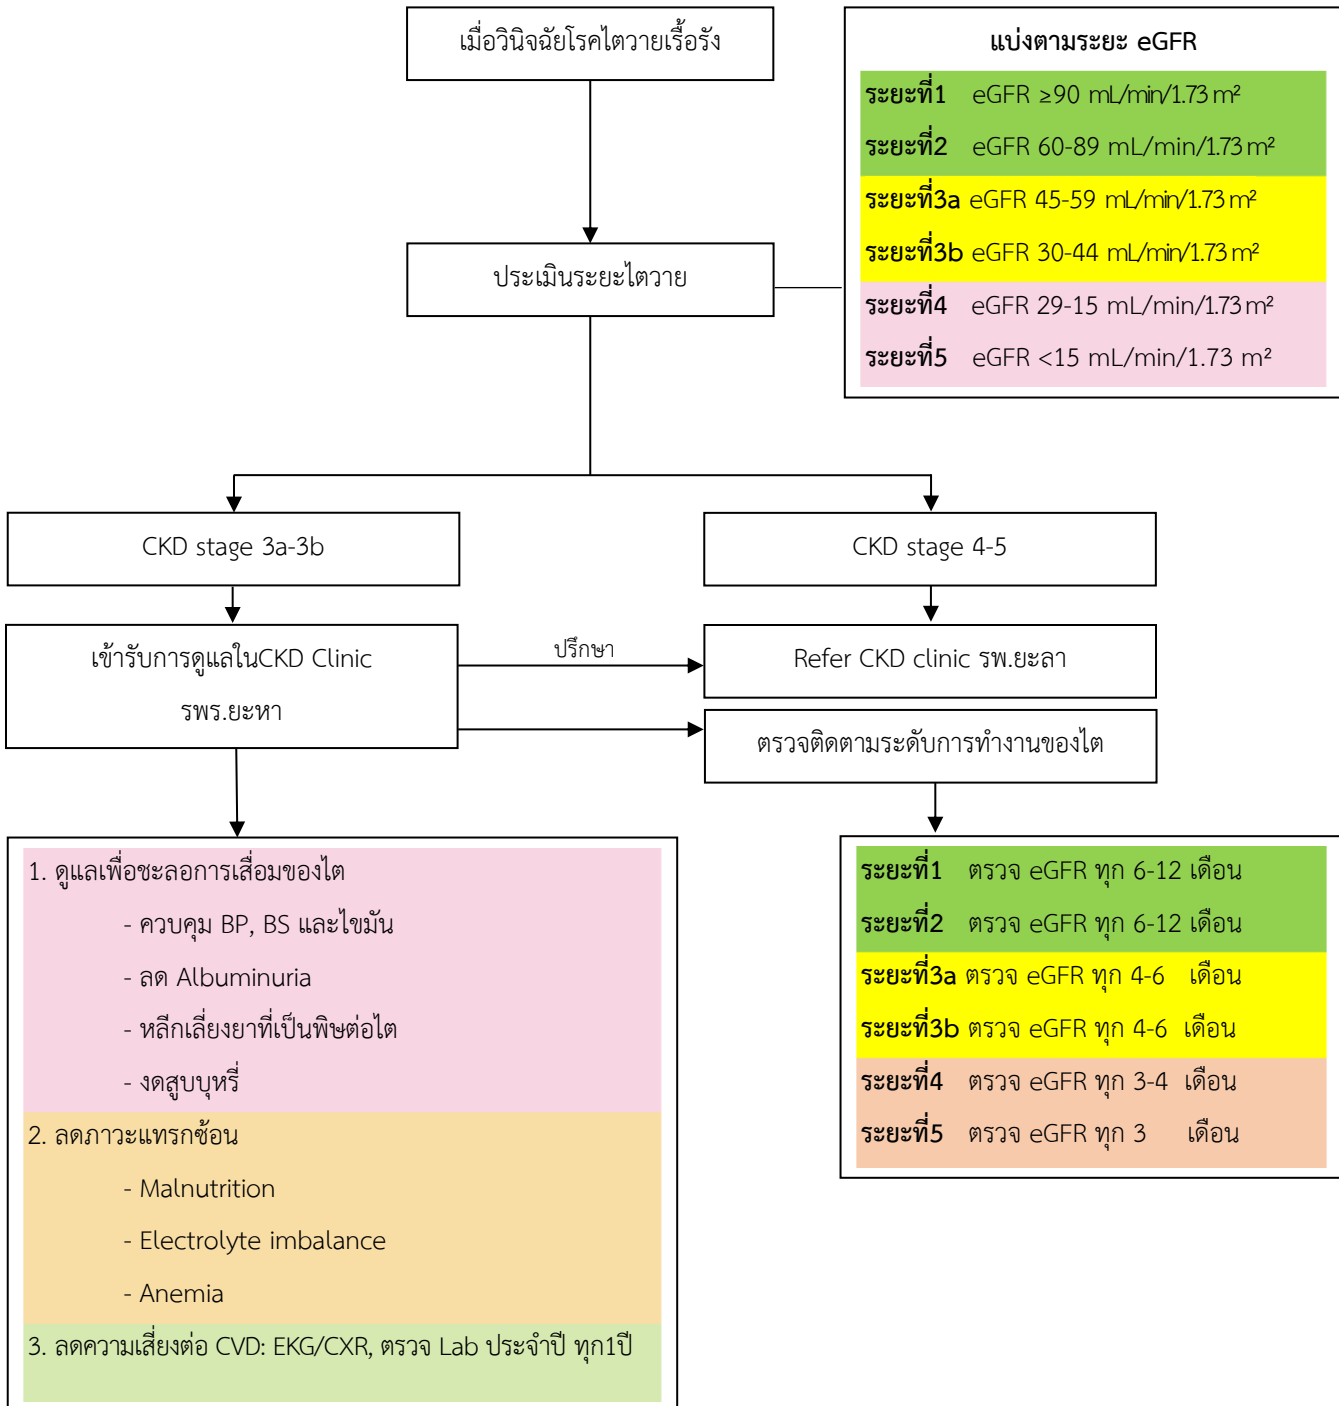 เมื่อวินิจฉัยโรคไตวายเรื้อรัง
แบ่งตามระยะ eGFR
ระยะที่1 eGFR ≥90 mL/min/1.73 m²
ระยะที่2 eGFR 60-89 mL/min/1.73 m²
ระยะที่3a eGFR 45-59 mL/min/1.73 m²
ระยะที่3b eGFR 30-44 mL/min/1.73 m²
ระยะที่4 eGFR 29-15 mL/min/1.73 m²
ระยะที่5 eGFR <15 mL/min/1.73 m²
ประเมินระยะไตวาย
CKD stage 3a-3b
CKD stage 4-5
เข้ารับการดูแลในCKD Clinic
รพร.ยะหา
ปรึกษา
Refer CKD clinic รพ.ยะลา
ตรวจติดตามระดับการทำงานของไต
1. ดูแลเพื่อชะลอการเสื่อมของไต
- ควบคุม BP, BS และไขมัน
- ลด Albuminuria
- หลีกเลี่ยงยาที่เป็นพิษต่อไต
- งดสูบบุหรี่
2. ลดภาวะแทรกซ้อน
- Malnutrition
- Electrolyte imbalance
- Anemia
3. ลดความเสี่ยงต่อ CVD: EKG/CXR, ตรวจ Lab ประจำปี ทุก1ปี
ระยะที่1 ตรวจ eGFR ทุก 6-12 เดือน
ระยะที่2 ตรวจ eGFR ทุก 6-12 เดือน
ระยะที่3a ตรวจ eGFR ทุก 4-6 เดือน
ระยะที่3b ตรวจ eGFR ทุก 4-6 เดือน
ระยะที่4 ตรวจ eGFR ทุก 3-4 เดือน
ระยะที่5 ตรวจ eGFR ทุก 3 เดือน